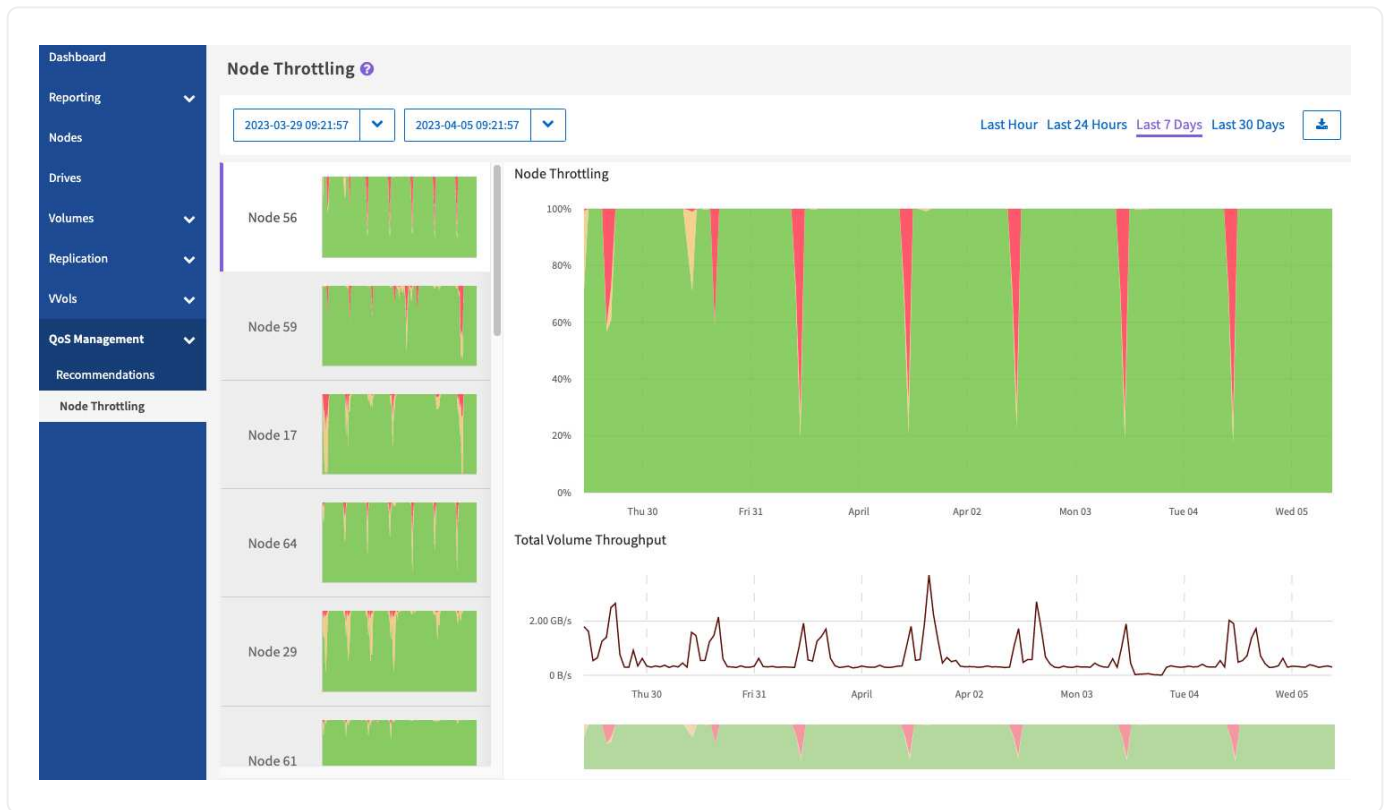 Dashboard
Reporting
Nodes
Drives
Volumes
Replication
VVols
QoS Management
Recommendations
Node Throttling
Node Throttling ?
2023-03-29 09:21:57
2023-04-05 09:21:57
Last Hour Last 24 Hours Last 7 Days Last 30 Days
Node 56
Node 59
Node 17
Node 64
Node 29
Node 61
Node Throttling
100%
80%
60%
40%
20%
0%
Thu 30 Fri 31 April Apr 02 Mon 03 Tue 04 Wed 05
Total Volume Throughput
2.00 GB/s
0 B/s
Thu 30 Fri 31 April Apr 02 Mon 03 Tue 04 Wed 05